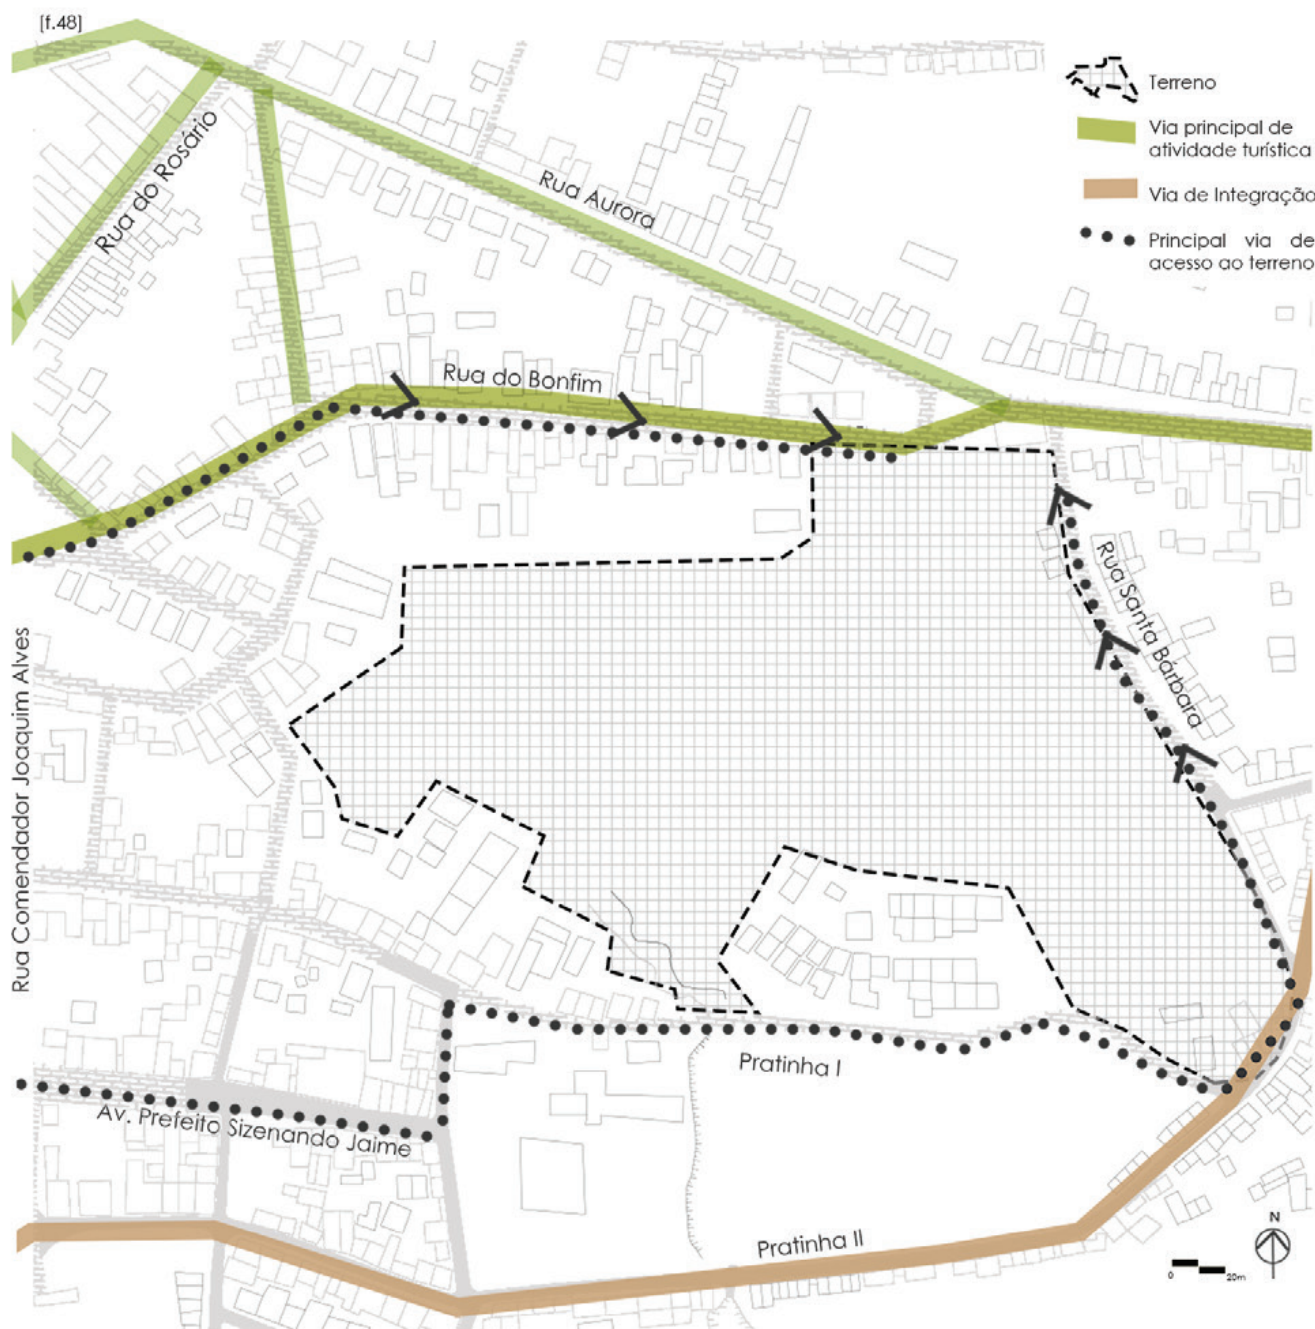 [f.48]
Terreno
Via principal de
atividade turística
Via de Integração
Principal via de
acesso ao terreno
Rua do Rosário
Rua Aurora
Rua do Bonfim
Rua Santa Bárbara
Rua Comendador Joaquim Alves
Pratinha I
Av. Prefeito Sizenando Jaime
Pratinha II
N
0 20m